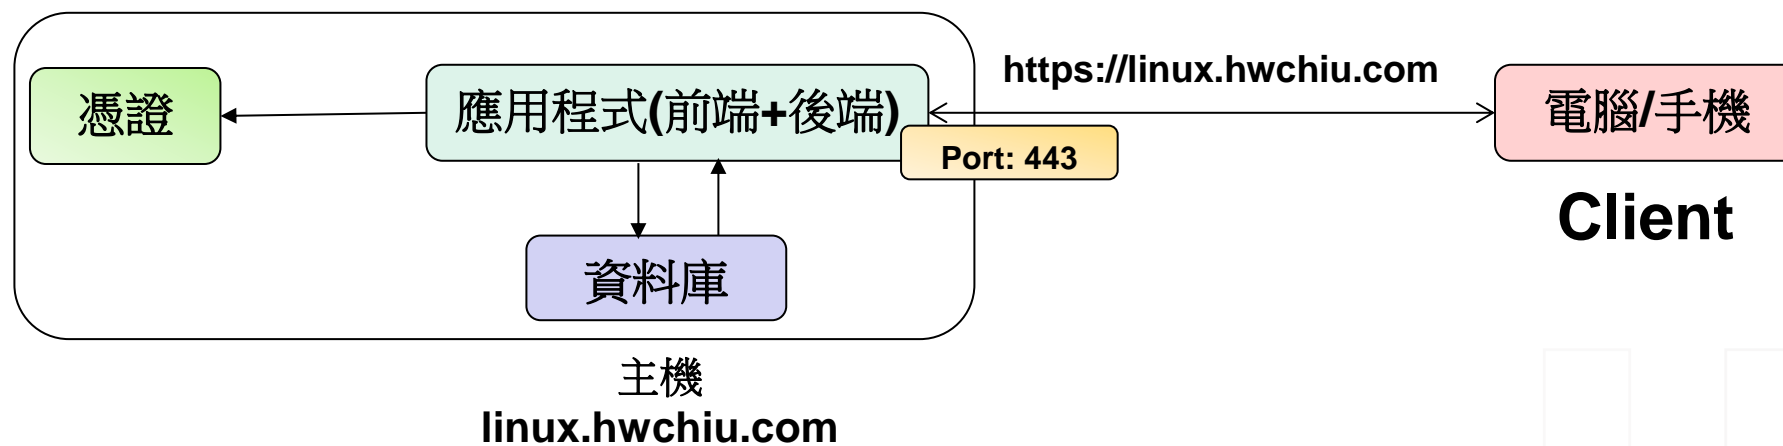 https://linux.hwchiu.com
憑證
應用程式(前端+後端)
電腦/手機
Port: 443
Client
資料庫
主機
linux.hwchiu.com